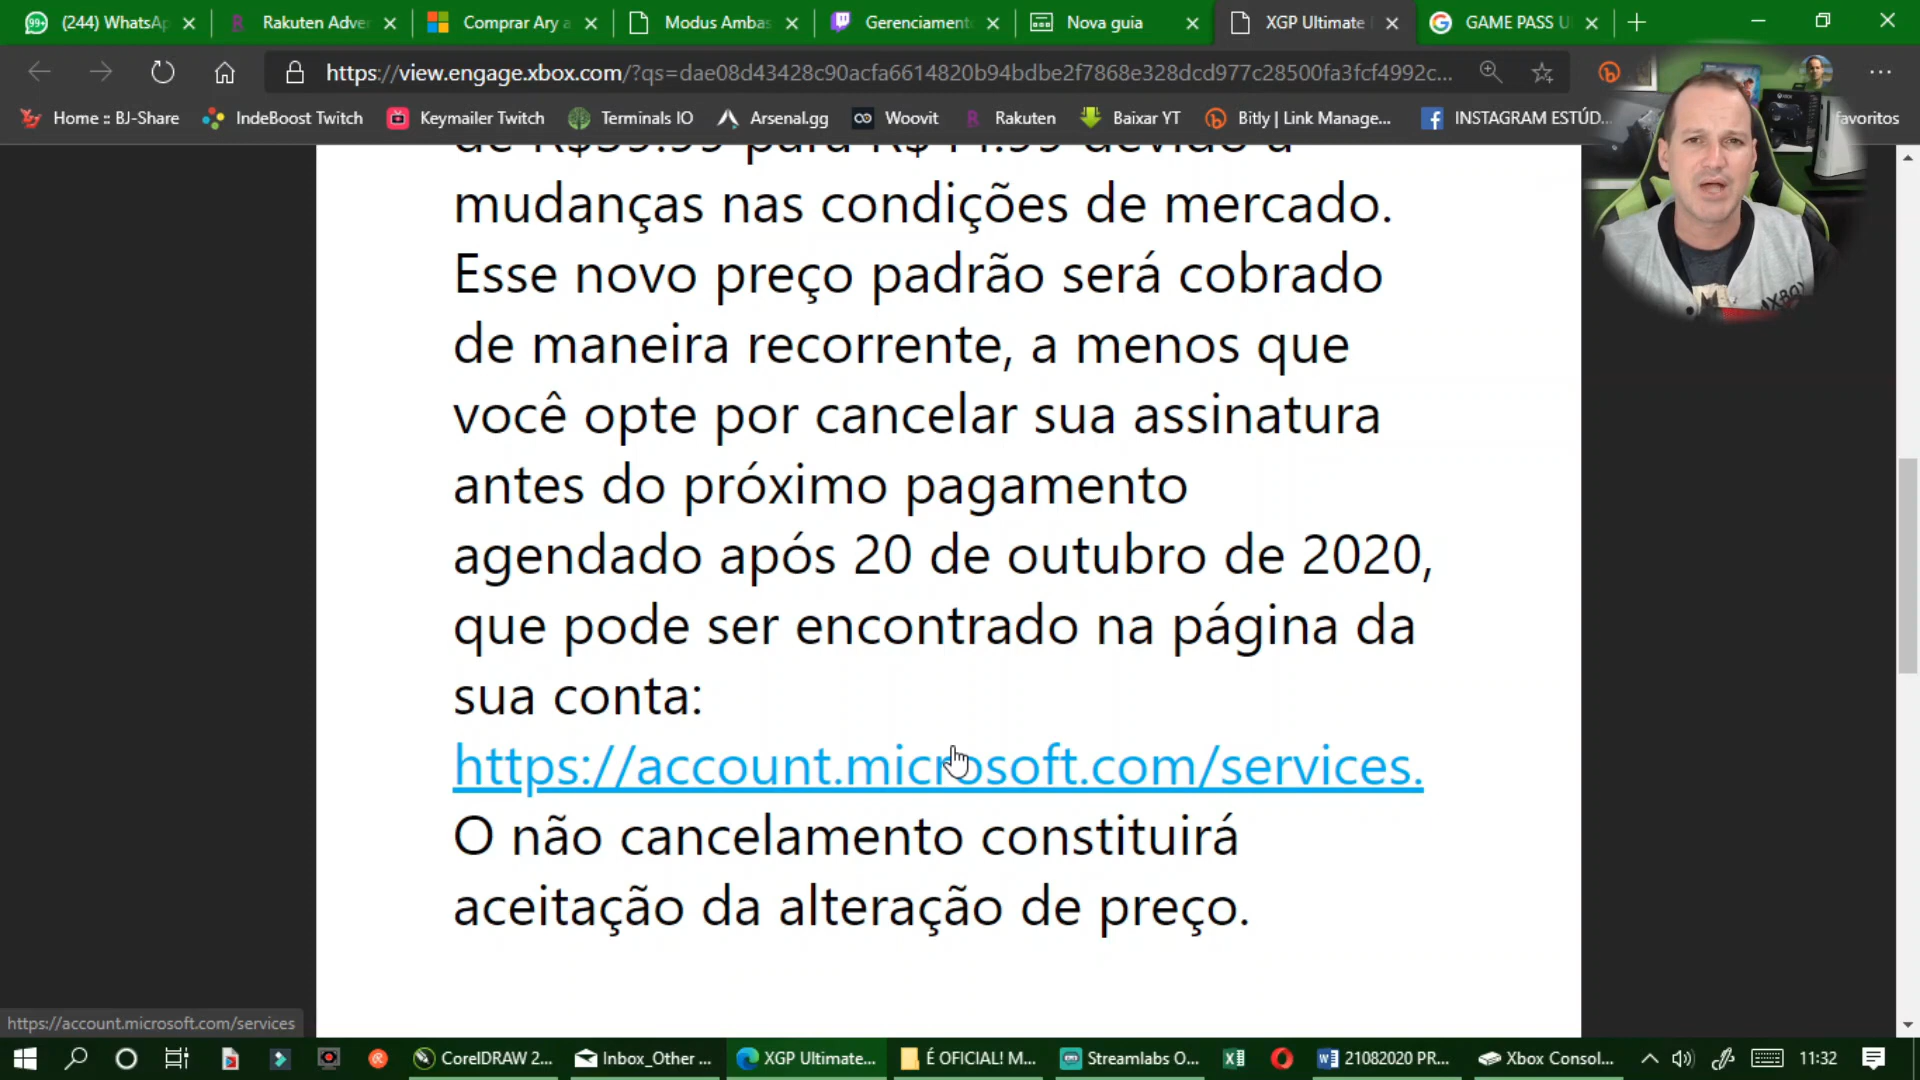 (244) WhatsAp
Rakuten Adve
Comprar Ary a
Modus Ambas
Gerenciament
Nova guia
XGP Ultimate
GAME PASS U
https://view.engage.xbox.com/?qs=dae08d43428c90acfa6614820b94bdbe2f7868e328dcd977c28500fa3fcf4992c...
Home :: BJ-Share
IndeBoost Twitch
Keymailer Twitch
Terminals IO
Arsenal.gg
Woovit
Rakuten
Baixar YT
Bitly | Link Manage...
INSTAGRAM ESTÚD...
favoritos
mudanças nas condições de mercado.
Esse novo preço padrão será cobrado
de maneira recorrente, a menos que
você opte por cancelar sua assinatura
antes do próximo pagamento
agendado após 20 de outubro de 2020,
que pode ser encontrado na página da
sua conta:
https://account.microsoft.com/services.
O não cancelamento constituirá
aceitação da alteração de preço.
https://account.microsoft.com/services
CorelDRAW 2...
Inbox_Other ...
XGP Ultimate...
É OFICIAL! M...
Streamlabs O...
21082020 PR...
Xbox Consol...
11:32